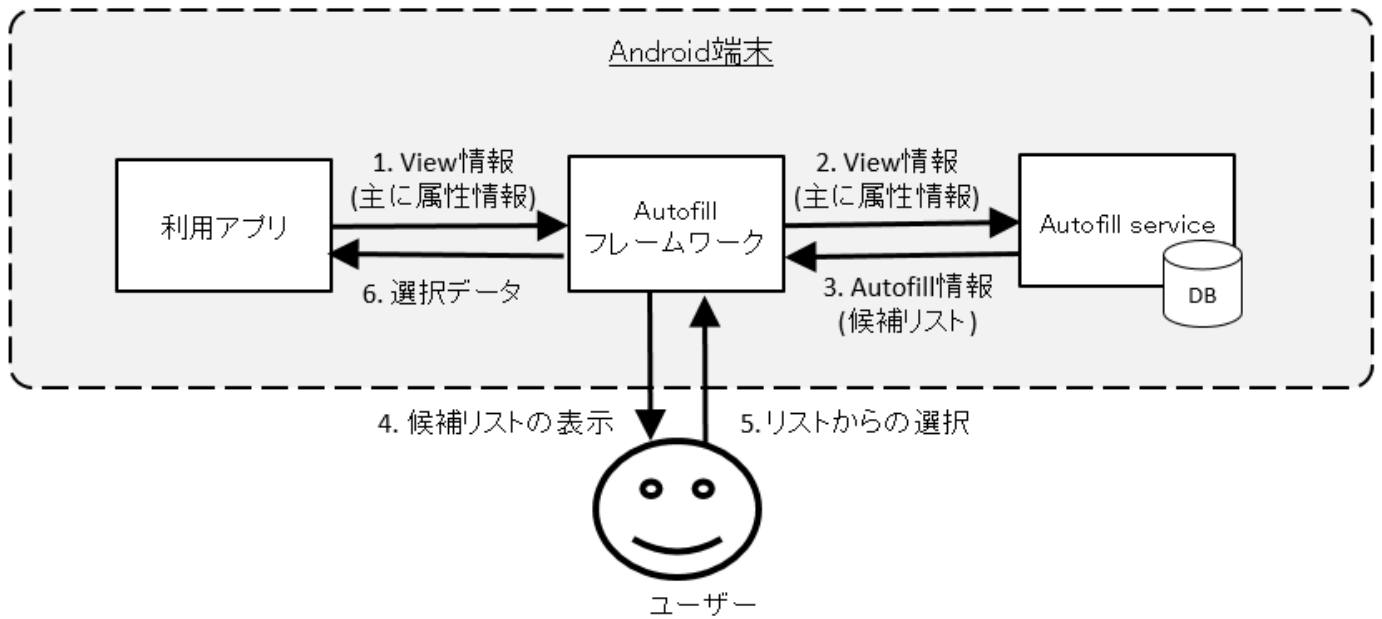 Android端末
1. View情報
(主に属性情報)
2. View情報
(主に属性情報)
利用アプリ
Autofill
フレームワーク
Autofill service
6. 選択データ
3. Autofill情報
(候補リスト)
DB
4. 候補リストの表示
5. リストからの選択
ユーザー